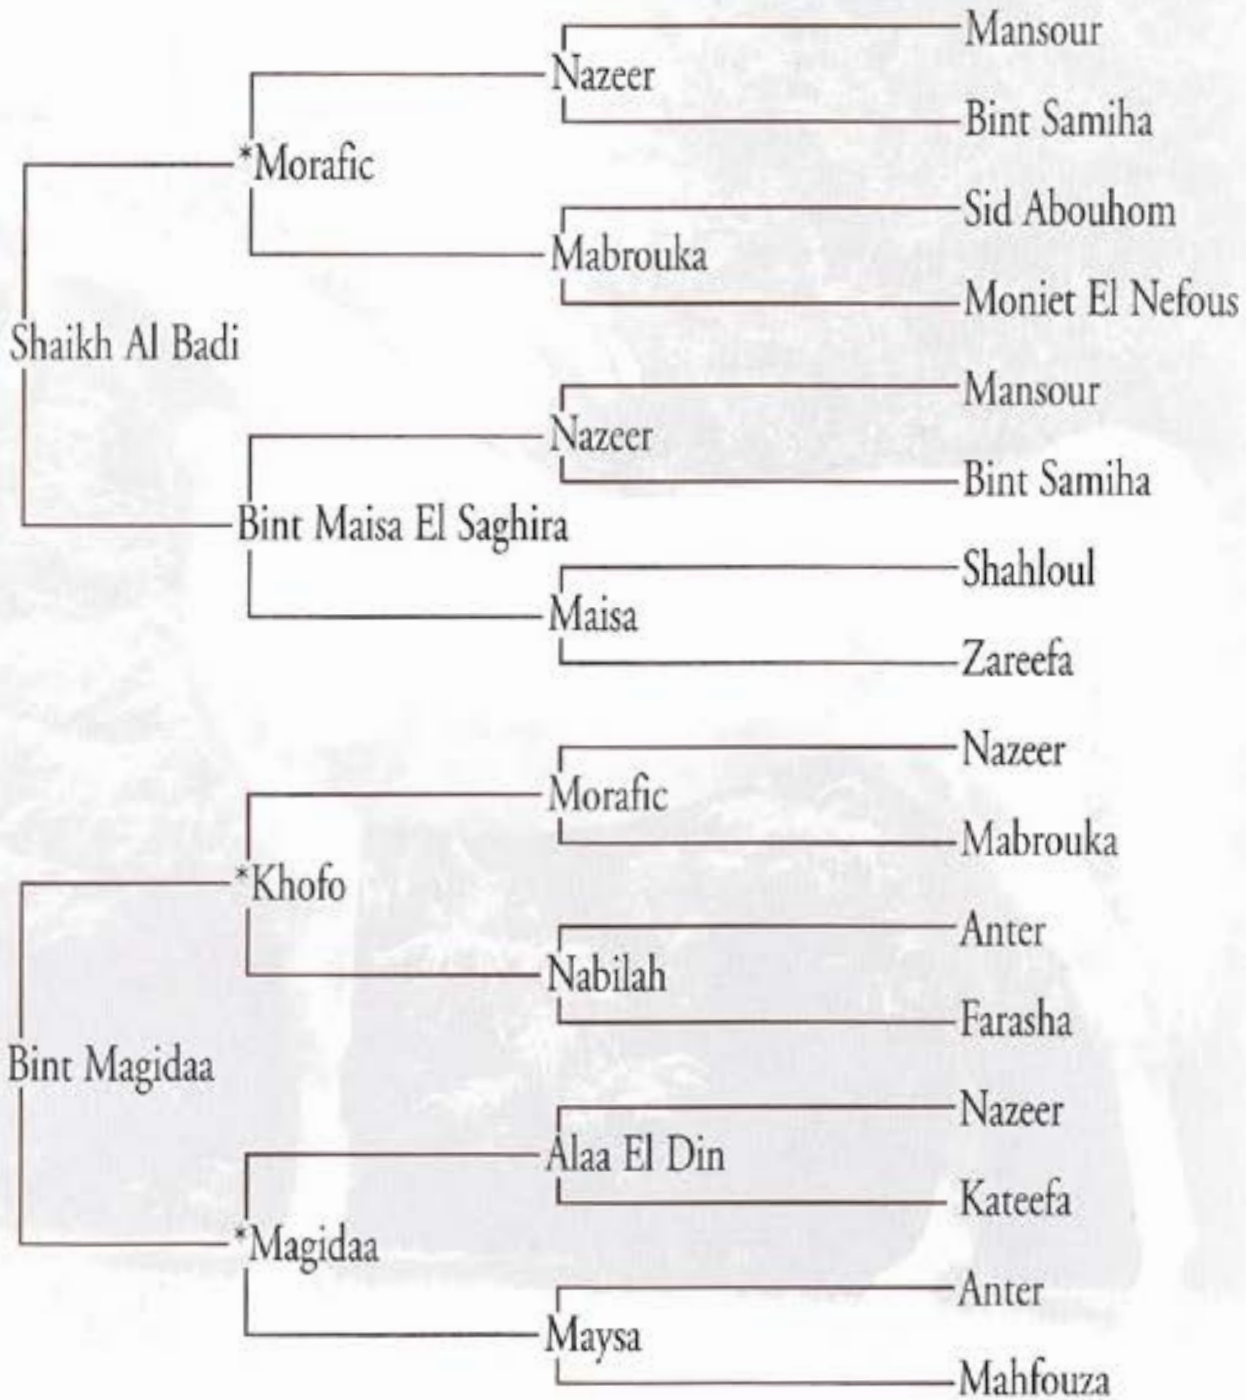 Mansour
Nazeer
Bint Samiha
*Morafic
Sid Abouhom
Mabrouka
Moniet El Nefous
Shaikh Al Badi
Mansour
Nazeer
Bint Samiha
Bint Maisa El Saghira
Shahloul
Maisa
Zareefa
Nazeer
Morafic
Mabrouka
*Khofo
Anter
Nabilah
Farasha
Bint Magidaa
Nazeer
Alaa El Din
Kateefa
*Magidaa
Anter
Maysa
Mahfouza